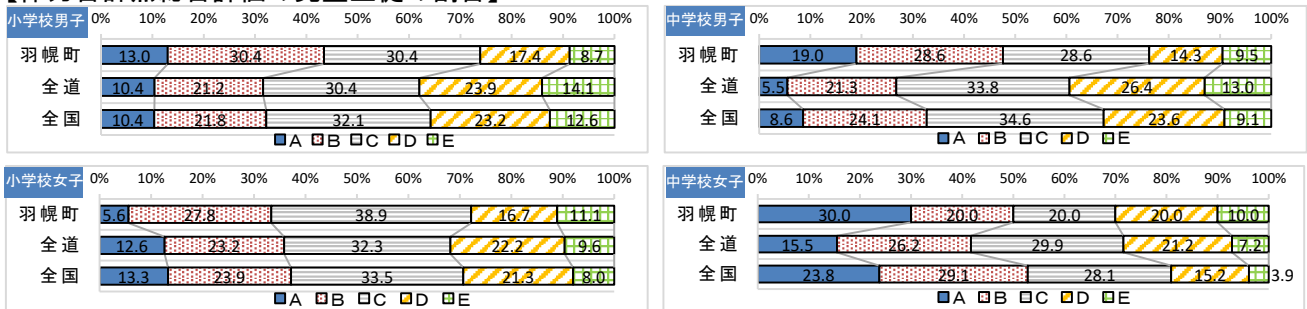 小学校男子 0% 10% 20% 30% 40% 50% 60% 70% 80% 90% 100%
羽幌町 13.0 30.4 30.4 17.4 8.7
全道 10.4 21.2 30.4 23.9 14.1
全国 10.4 21.8 32.1 23.2 12.6
A B C D E
中学校男子 0% 10% 20% 30% 40% 50% 60% 70% 80% 90% 100%
羽幌町 19.0 28.6 28.6 14.3 9.5
全道 5.5 21.3 33.8 26.4 13.0
全国 8.6 24.1 34.6 23.6 9.1
A B C D E
小学校女子 0% 10% 20% 30% 40% 50% 60% 70% 80% 90% 100%
羽幌町 5.6 27.8 38.9 16.7 11.1
全道 12.6 23.2 32.3 22.2 9.6
全国 13.3 23.9 33.5 21.3 8.0
A B C D E
中学校女子 0% 10% 20% 30% 40% 50% 60% 70% 80% 90% 100%
羽幌町 30.0 20.0 20.0 20.0 10.0
全道 15.5 26.2 29.9 21.2 7.2
全国 23.8 29.1 28.1 15.2 3.9
A B C D E